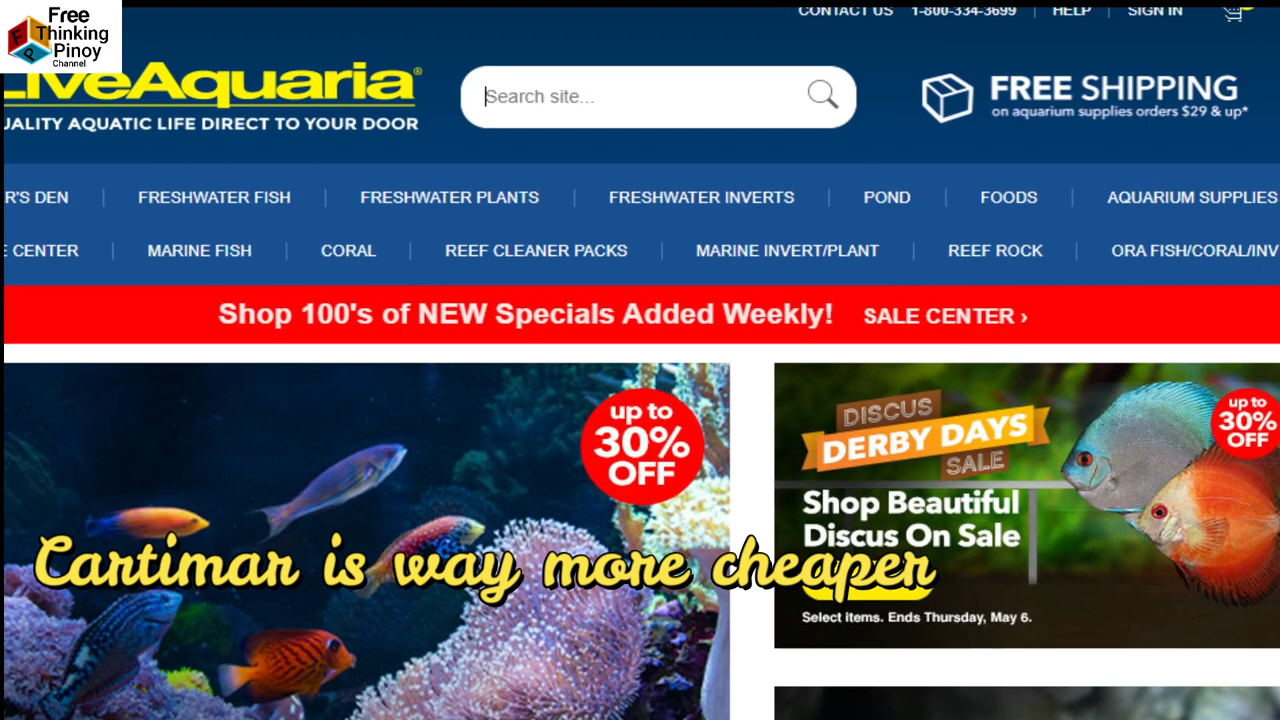 Free
Thinking
Pinoy
Channel
CONTACT US | 1-800-334-3699 | HELP | SIGN IN
LiveAquaria®
UALITY AQUATIC LIFE DIRECT TO YOUR DOOR
Search site...
FREE SHIPPING
on aquarium supplies orders $29 & up*
R'S DEN | FRESHWATER FISH | FRESHWATER PLANTS | FRESHWATER INVERTS | POND | FOODS | AQUARIUM SUPPLIES
E CENTER | MARINE FISH | CORAL | REEF CLEANER PACKS | MARINE INVERT/PLANT | REEF ROCK | ORA FISH/CORAL/INV
Shop 100's of NEW Specials Added Weekly! SALE CENTER ›
up to
30%
OFF
DISCUS
DERBY DAYS
SALE
up to
30%
OFF
Shop Beautiful
Discus On Sale
Cartimar is way more cheaper
Select items. Ends Thursday, May 6.